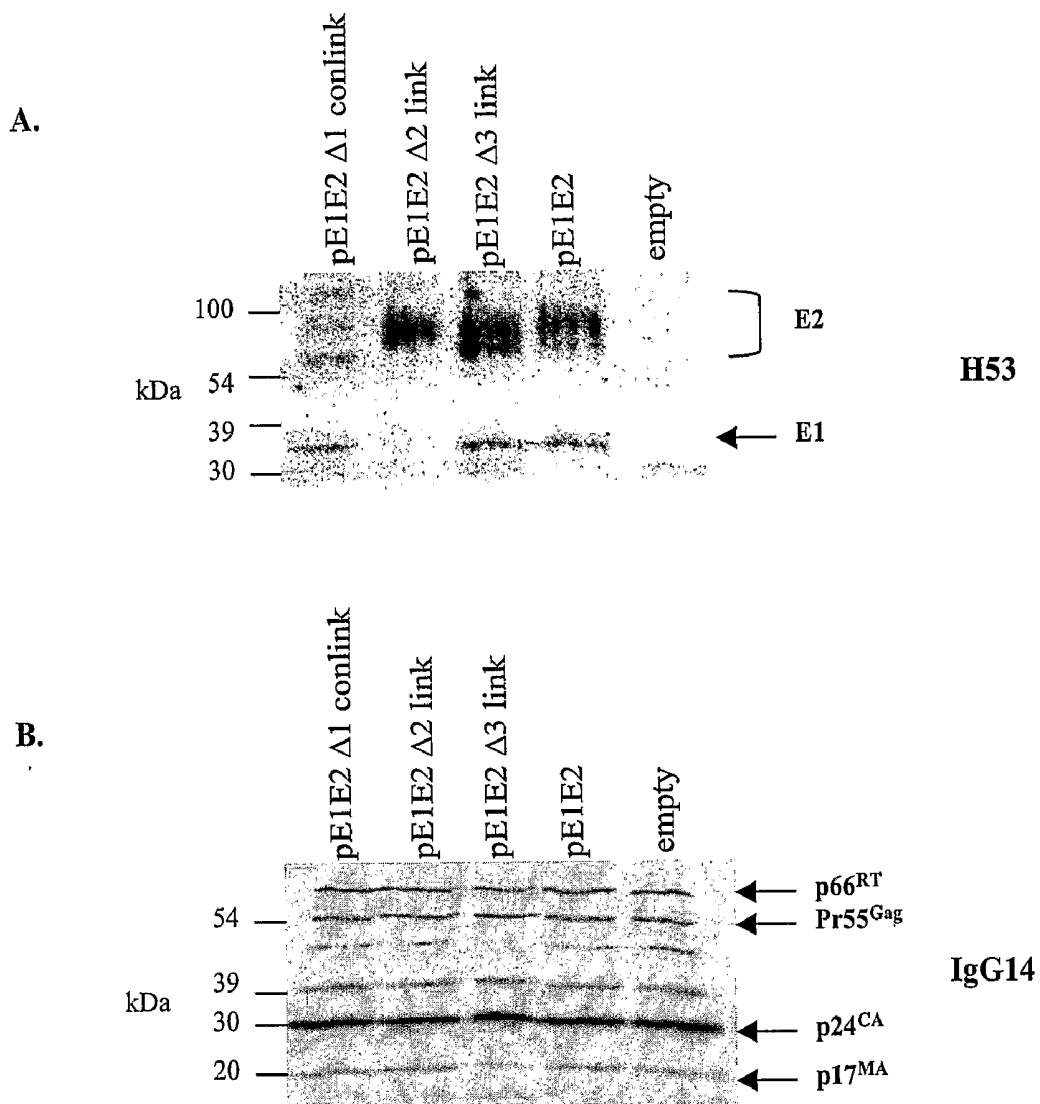 A.
pE1E2 Δ1 conlink
pE1E2 Δ2 link
pE1E2 Δ3 link
pE1E2
empty
100
54
kDa
39
30
E2
E1
H53
B.
pE1E2 Δ1 conlink
pE1E2 Δ2 link
pE1E2 Δ3 link
pE1E2
empty
54
39
kDa
30
20
p66RT
Pr55Gag
p24CA
p17MA
IgG14